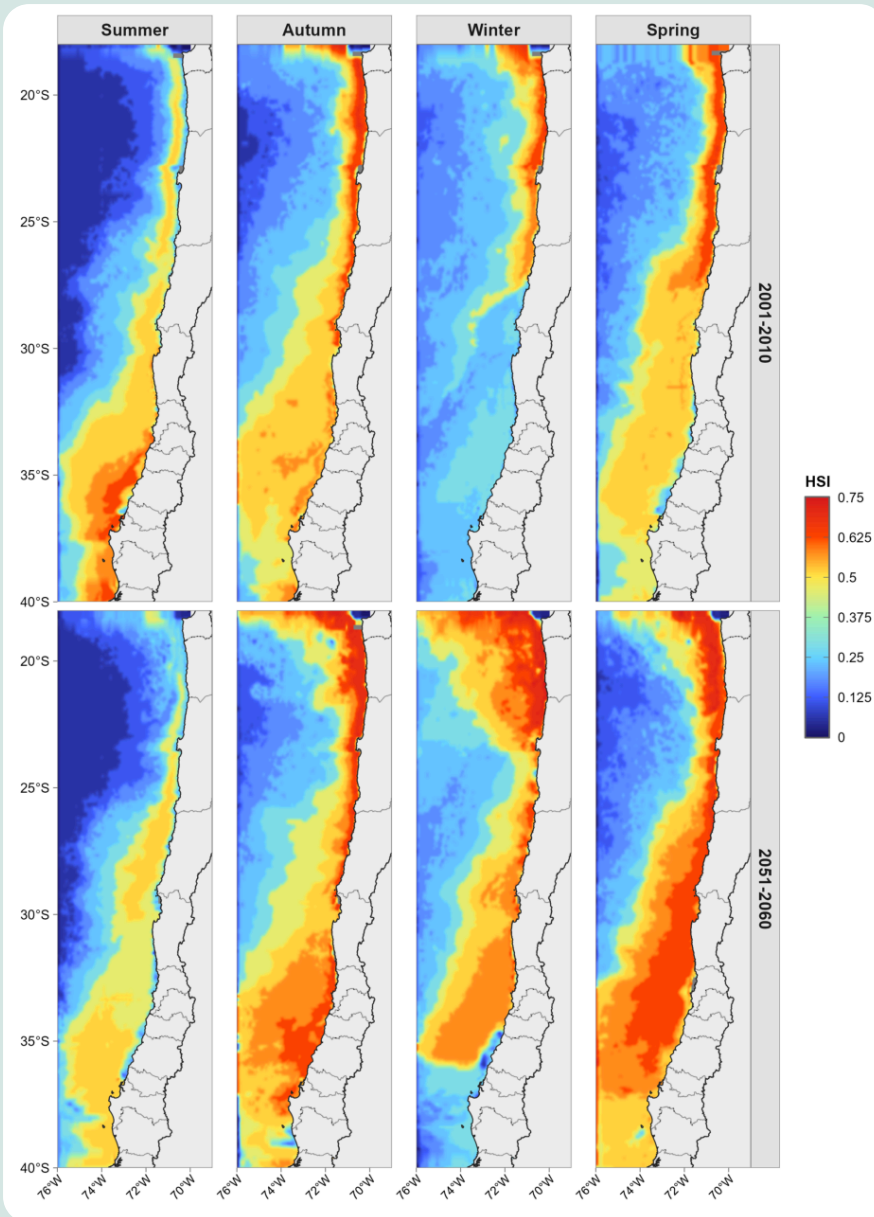 Summer Autumn Winter Spring
20°S
25°S
30°S
35°S
40°S
2001-2010
HSI
0.75
0.625
0.5
0.375
0.25
0.125
0
20°S
25°S
30°S
35°S
40°S
2051-2060
76°W 74°W 72°W 70°W 76°W 74°W 72°W 70°W 76°W 74°W 72°W 70°W 76°W 74°W 72°W 70°W